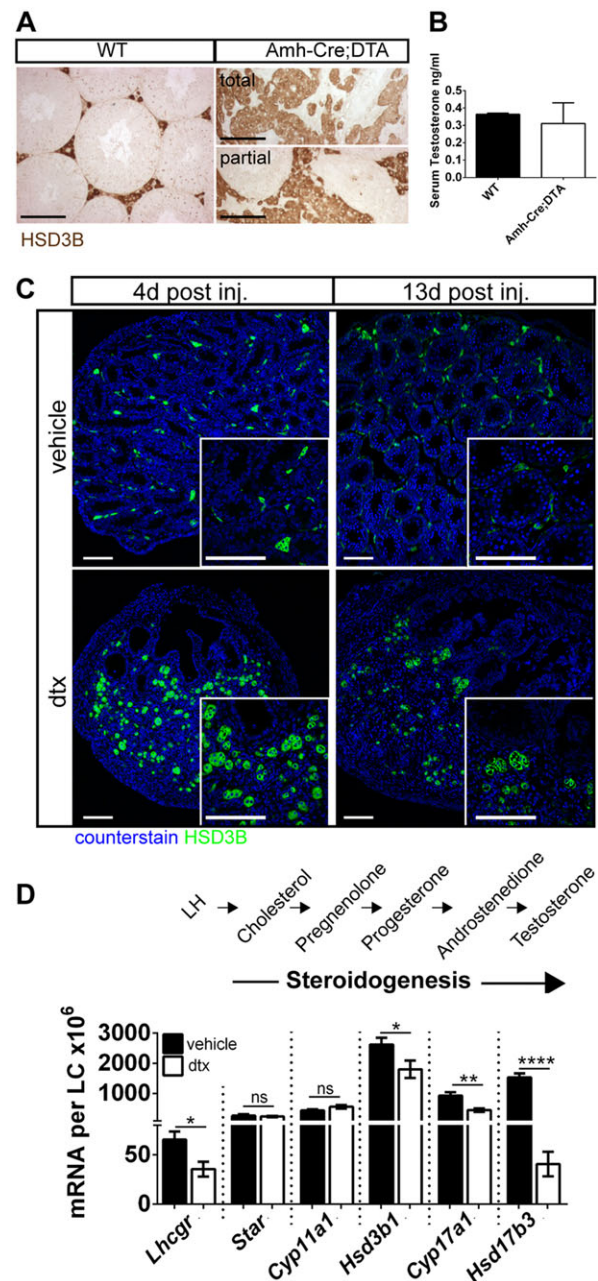 A
WT
Amh-Cre;DTA
total
partial
HSD3B
B
Serum Testosterone ng/ml
0.5
0.4
0.3
0.2
0.1
0.0
WT
Amh-Cre;DTA
C
4d post inj.
13d post inj.
vehicle
dtx
counterstain HSD3B
D
LH
Cholesterol
Pregnenolone
Progesterone
Androstenedione
Testosterone
Steroidogenesis
mRNA per LC x10⁶
3000
2000
1000
50
0
vehicle
dtx
*
ns
ns
*
**
****
Lhcgr
Star
Cyp11a1
Hsd3b1
Cyp17a1
Hsd17b3